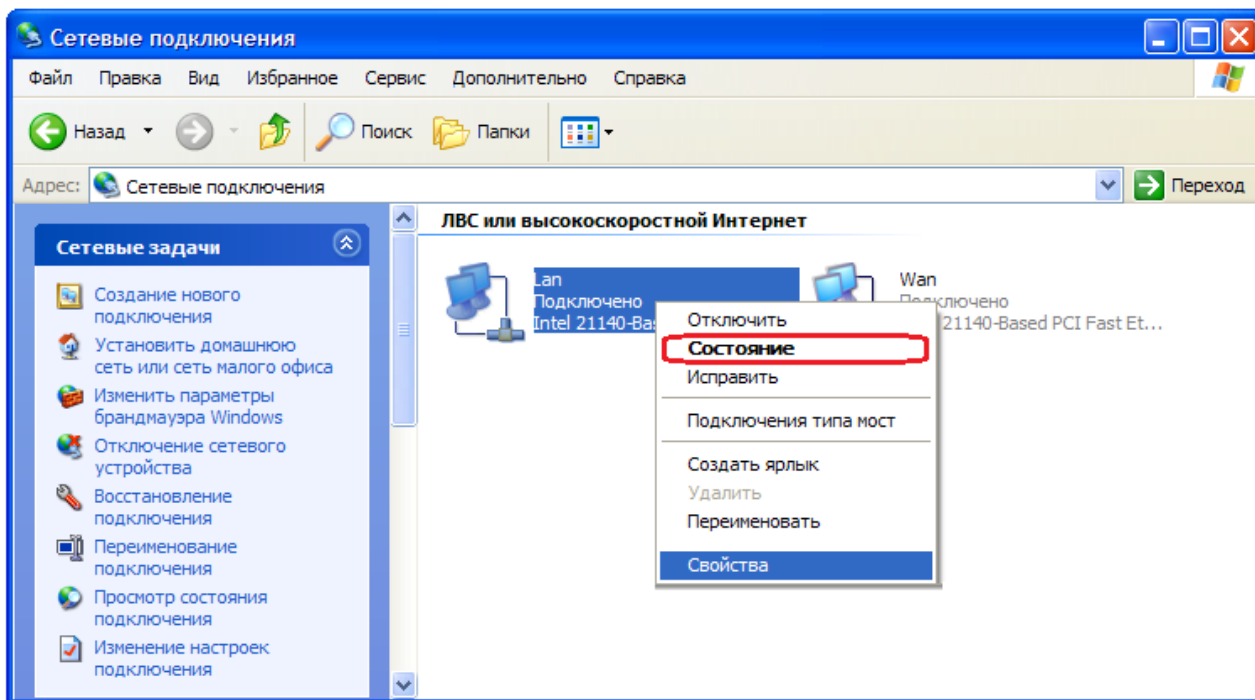 Сетевые подключения
Файл Правка Вид Избранное Сервис Дополнительно Справка
Назад Поиск Папки
Адрес: Сетевые подключения Переход
Сетевые задачи
Создание нового
подключения
Установить домашнюю
сеть или сеть малого офиса
Изменить параметры
брандмауэра Windows
Отключение сетевого
устройства
Восстановление
подключения
Переименование
подключения
Просмотр состояния
подключения
Изменение настроек
подключения
ЛВС или высокоскоростной Интернет
Lan
Подключено
Intel 21140-Ba
Wan
21140-Based PCI Fast Et...
Отключить
Состояние
Исправить
Подключения типа мост
Создать ярлык
Удалить
Переименовать
Свойства